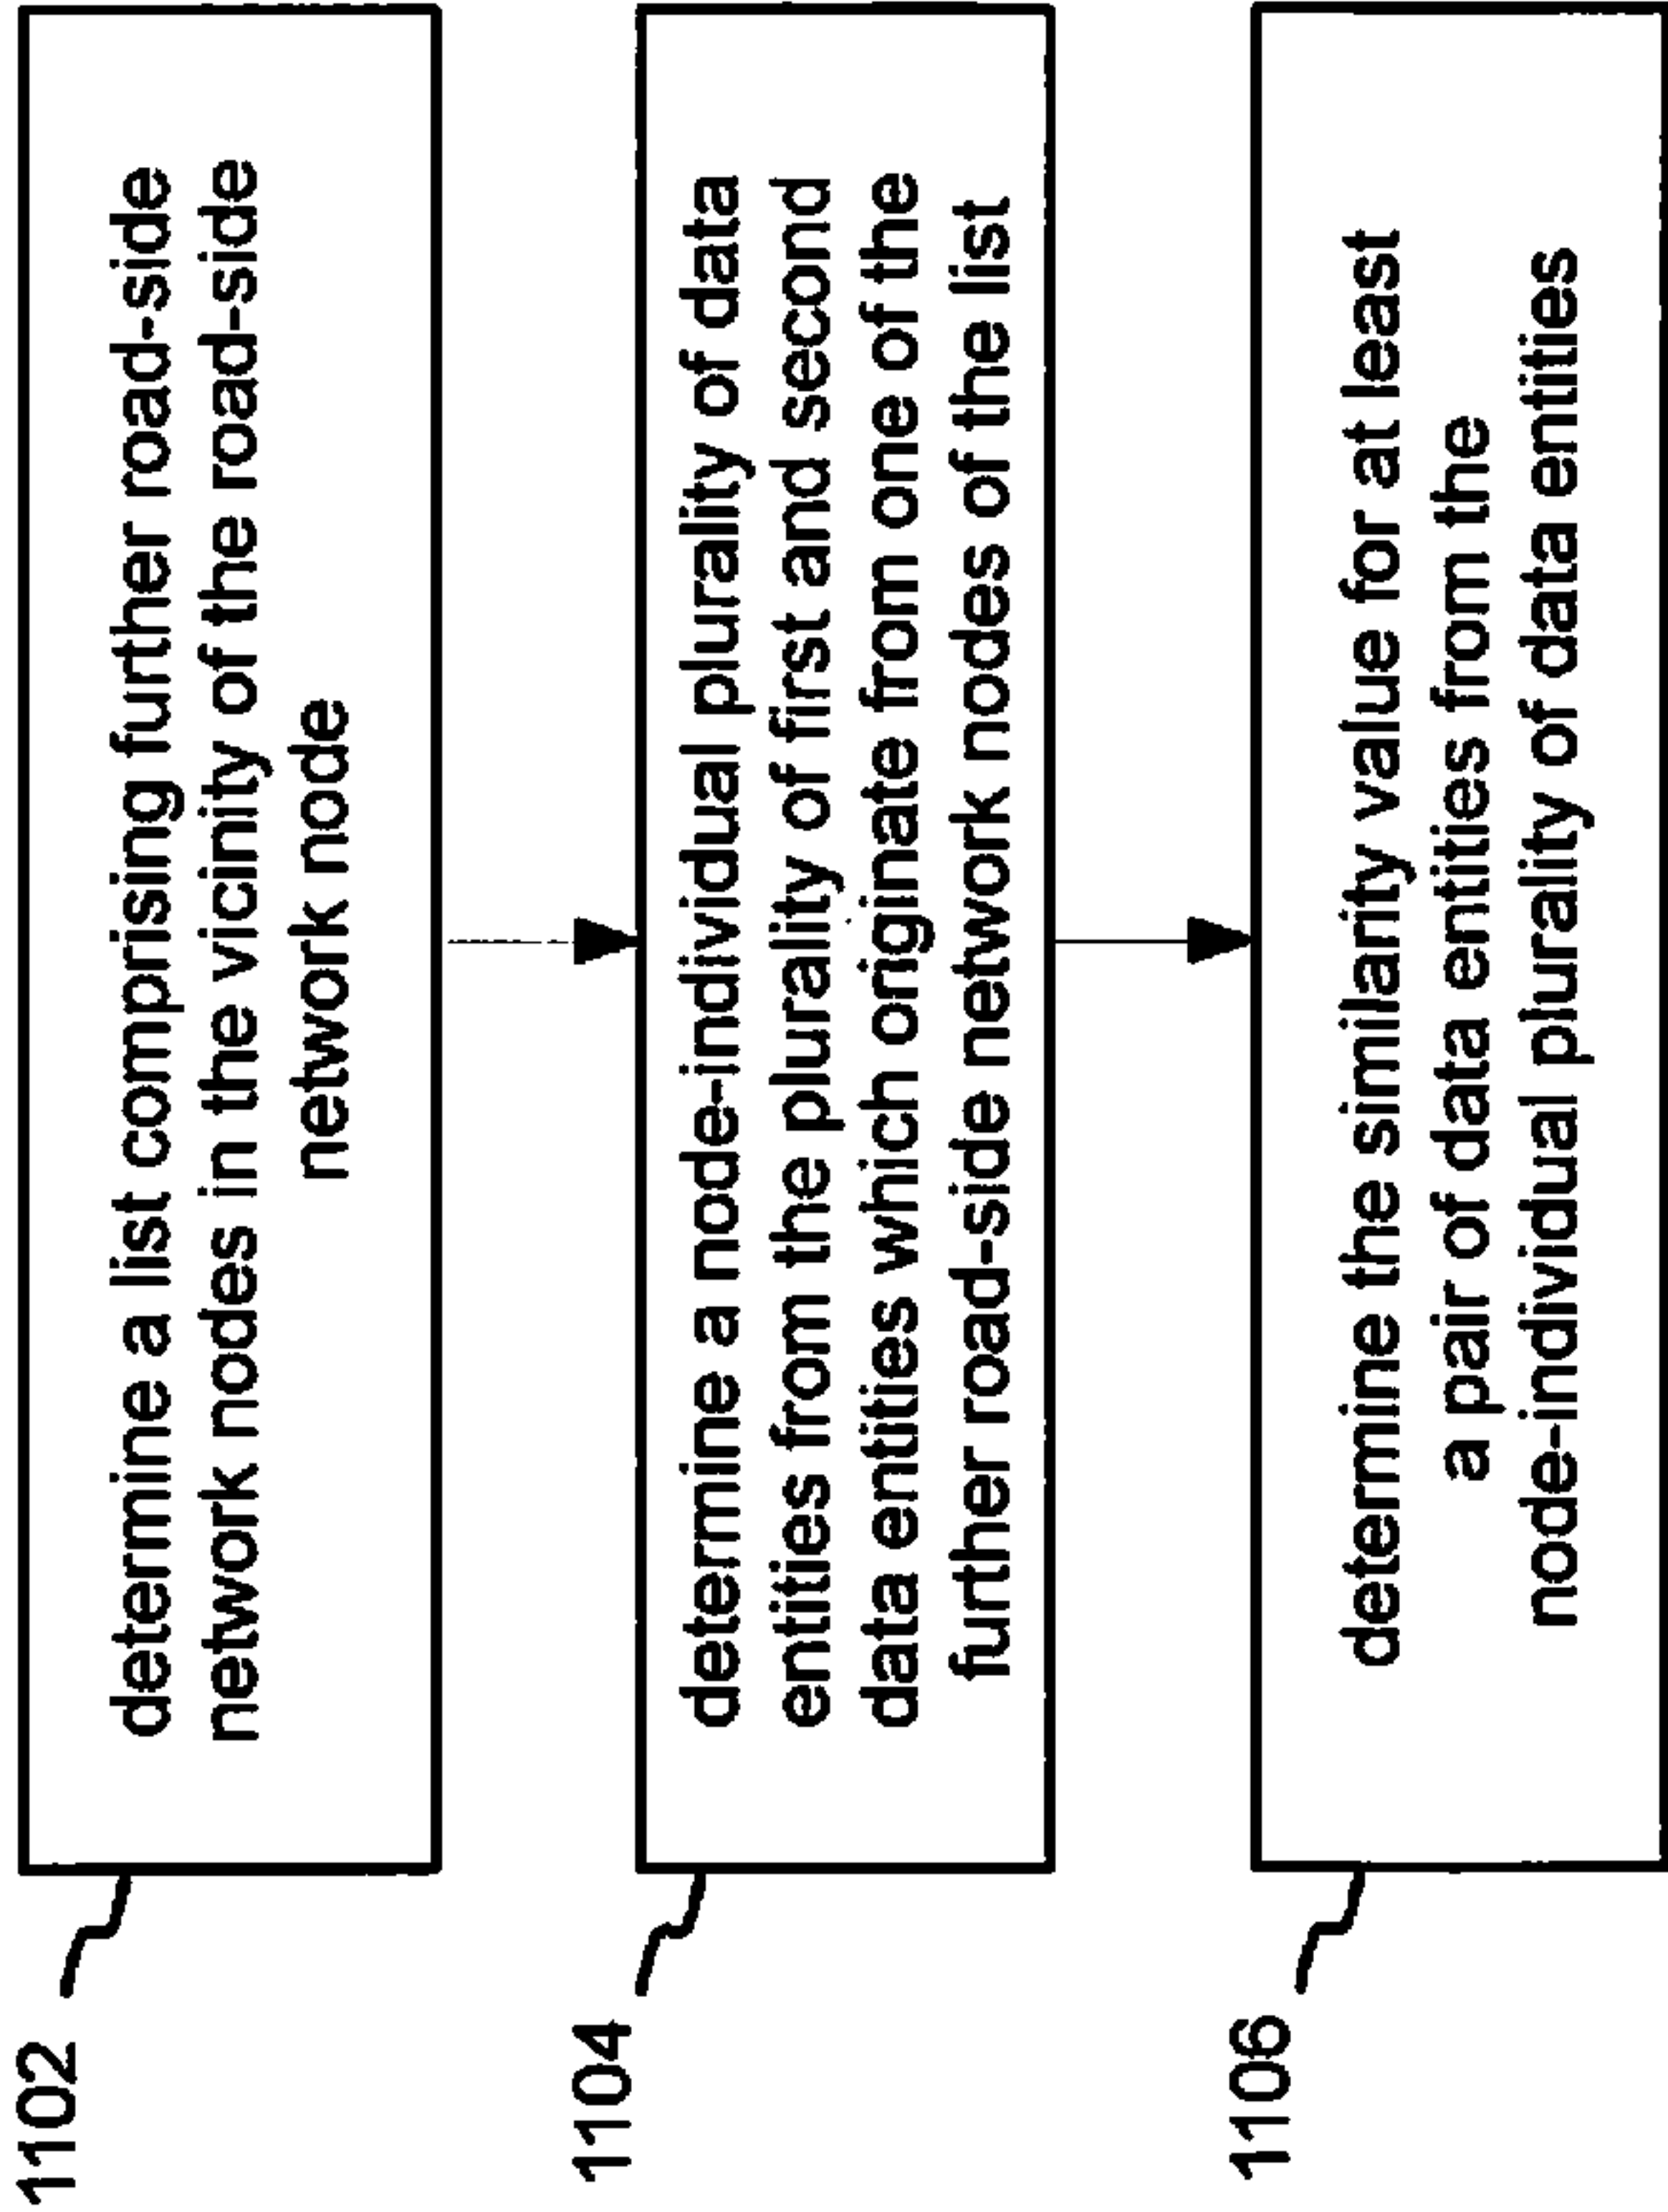 1102
determine a list comprising further road-side
network nodes in the vicinity of the road-side
network node
1104
determine a node-individual plurality of data
entities from the plurality of first and second
data entities which originate from one of the
further road-side network nodes of the list
1106
determine the similarity value for at least
a pair of data entities from the
node-individual plurality of data entities